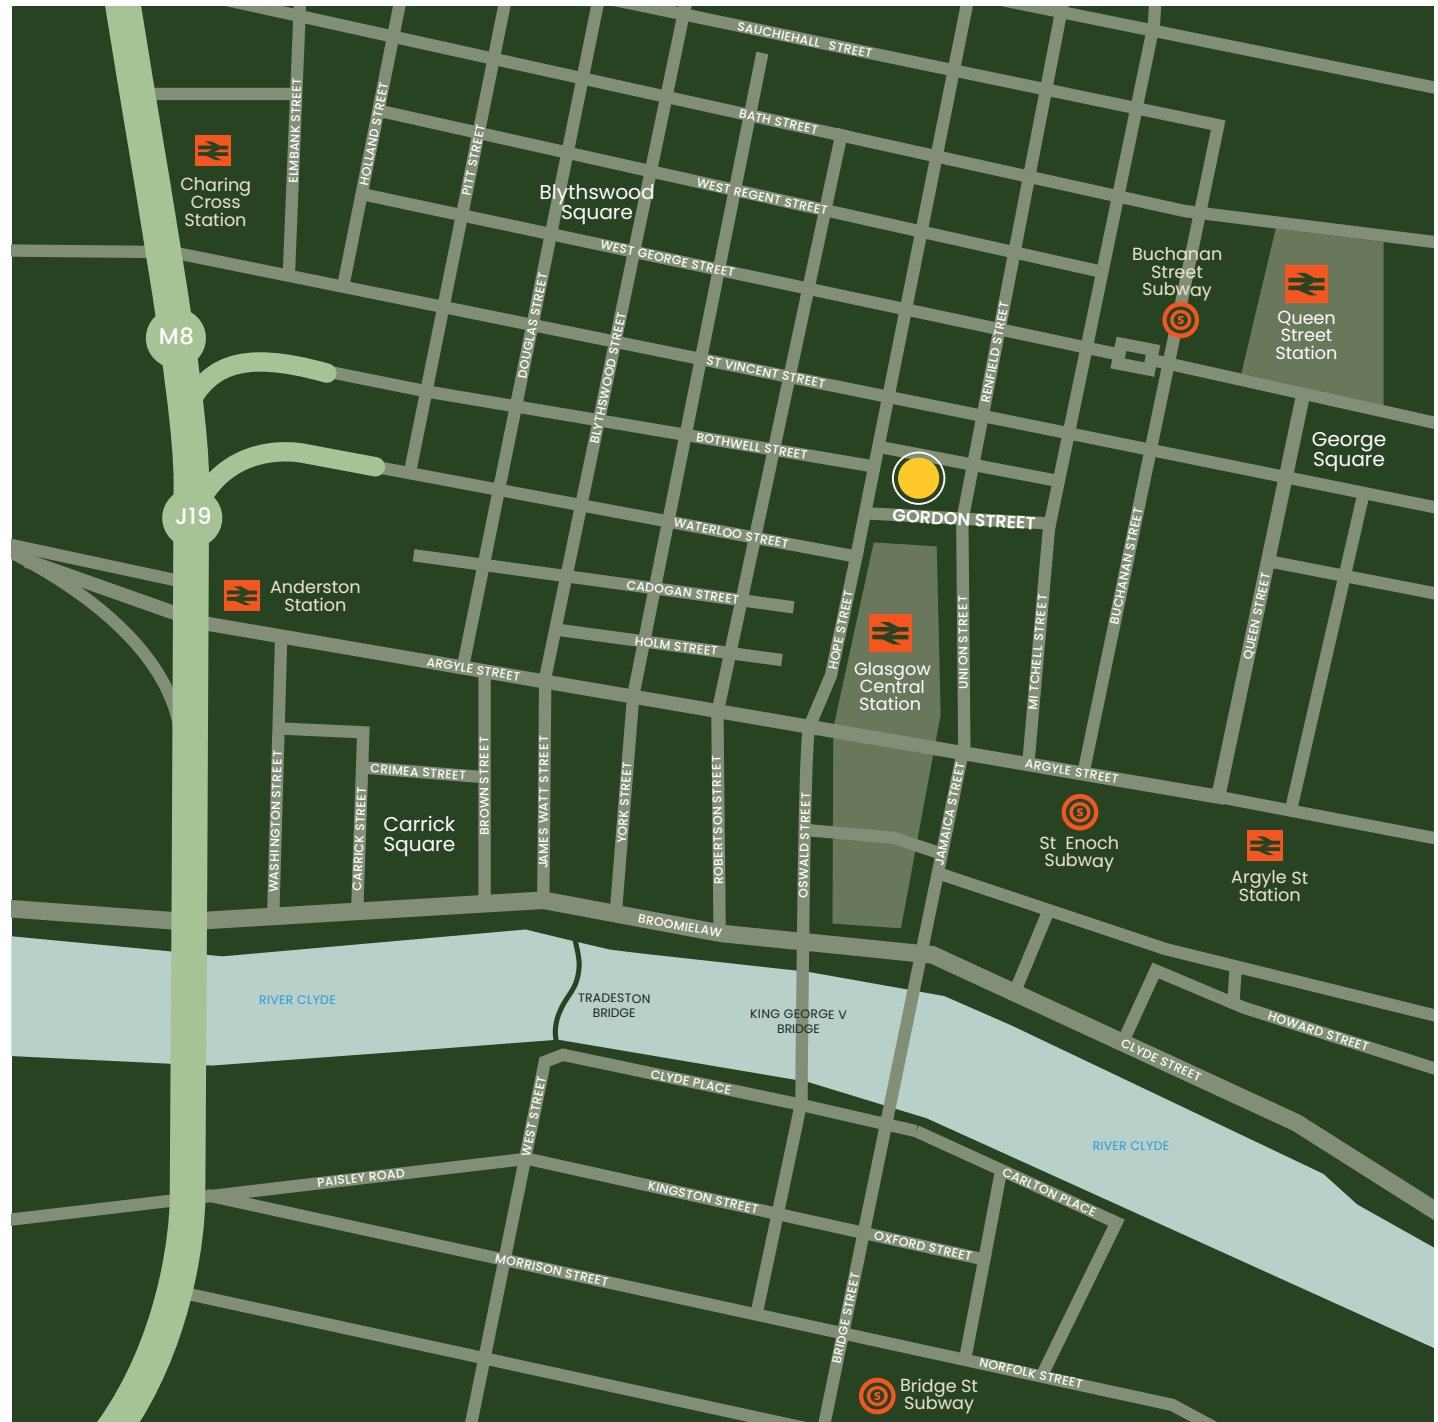 SAUCHIEHALL STREET
ELMBANK STREET
HOLLAND STREET
PITT STREET
BATH STREET
Charing
Cross
Station
Blythswood
Square
WEST REGENT STREET
WEST GEORGE STREET
Buchanan
Street
Subway
S
Queen
Street
Station
M8
DOUGLAS STREET
BLYTHSWOOD STREET
ST VINCENT STREET
RENFIELD STREET
BOTHWELL STREET
George
Square
J19
WATERLOO STREET
GORDON STREET
BUCHANAN STREET
Anderston
Station
CADOGAN STREET
HOLM STREET
HOPE STREET
UNION STREET
MITCHELL STREET
QUEEN STREET
Glasgow
Central
Station
ARGYLE STREET
ARGYLE STREET
WASHINGTON STREET
CARRICK STREET
CRIMEA STREET
BROWN STREET
JAMES WATT STREET
YORK STREET
ROBERTSON STREET
OSWALD STREET
JAMAICA STREET
Carrick
Square
S
St Enoch
Subway
Argyle St
Station
BROOMIELAW
RIVER CLYDE
TRADESTON
BRIDGE
KING GEORGE V
BRIDGE
HOWARD STREET
CLYDE STREET
CLYDE PLACE
WEST STREET
RIVER CLYDE
PAISLEY ROAD
KINGSTON STREET
CARLTON PLACE
OXFORD STREET
MORRISON STREET
BRIDGE STREET
NORFOLK STREET
S
Bridge St
Subway